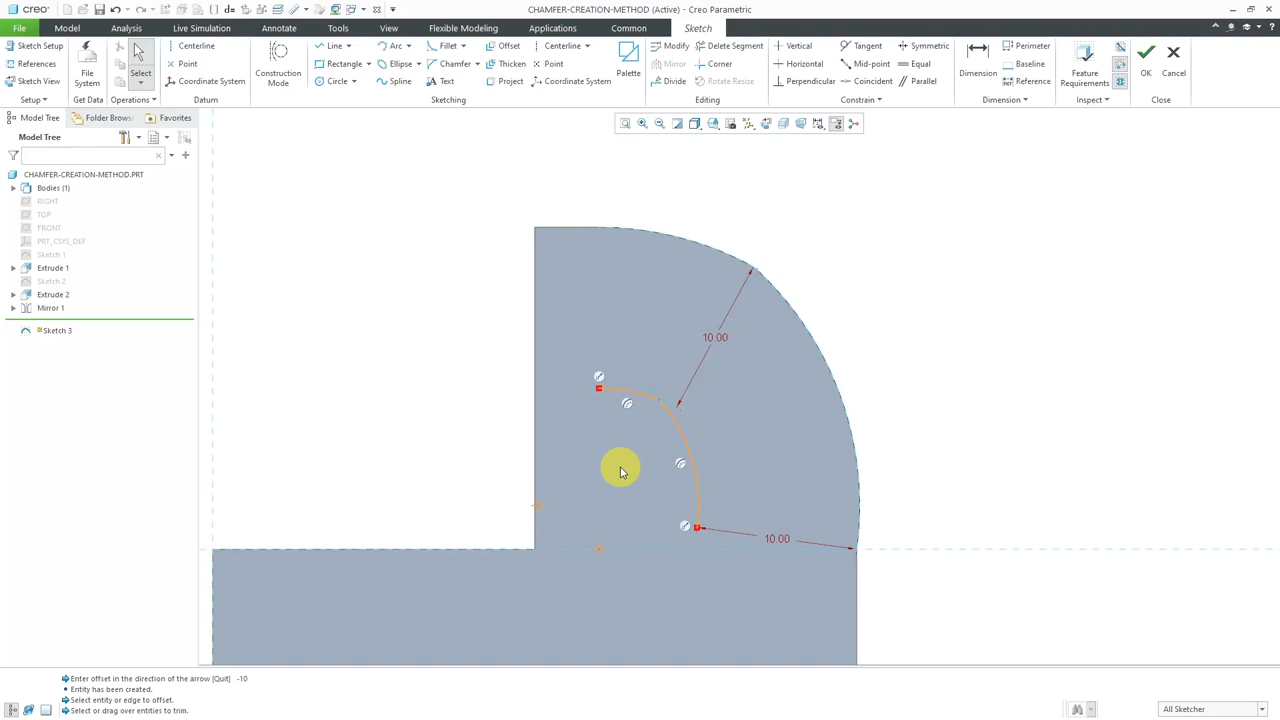 creo
CHAMFER-CREATION-METHOD (Active) - Creo Parametric
File Model Analysis Live Simulation Annotate Tools View Flexible Modeling Applications Common Sketch
Sketch Setup
References
Sketch View
Setup
File System
Get Data
Select
Operations
Centerline
Point
Coordinate System
Datum
Construction Mode
Line Arc Fillet Offset Centerline
Rectangle Ellipse Chamfer Thicken Point
Circle Spline Text Project Coordinate System
Palette
Sketching
Modify Delete Segment
Mirror Corner
Divide Rotate Resize
Editing
Vertical Tangent Symmetric
Horizontal Mid-point Equal
Perpendicular Coincident Parallel
Constrain
Dimension
Perimeter
Baseline
Reference
Dimension
Feature Requirements
Inspect
OK
Cancel
Close
Model Tree Folder Brows Favorites
Model Tree
CHAMFER-CREATION-METHOD.PRT
Bodies (1)
RIGHT
TOP
FRONT
PRT_CSYS_DEF
Sketch 1
Extrude 1
Sketch 2
Extrude 2
Mirror 1
Sketch 3
10.00
10.00
Enter offset in the direction of the arrow [Quit] -10
Entity has been created.
Select entity or edge to offset.
Select or drag over entities to trim.
All Sketcher